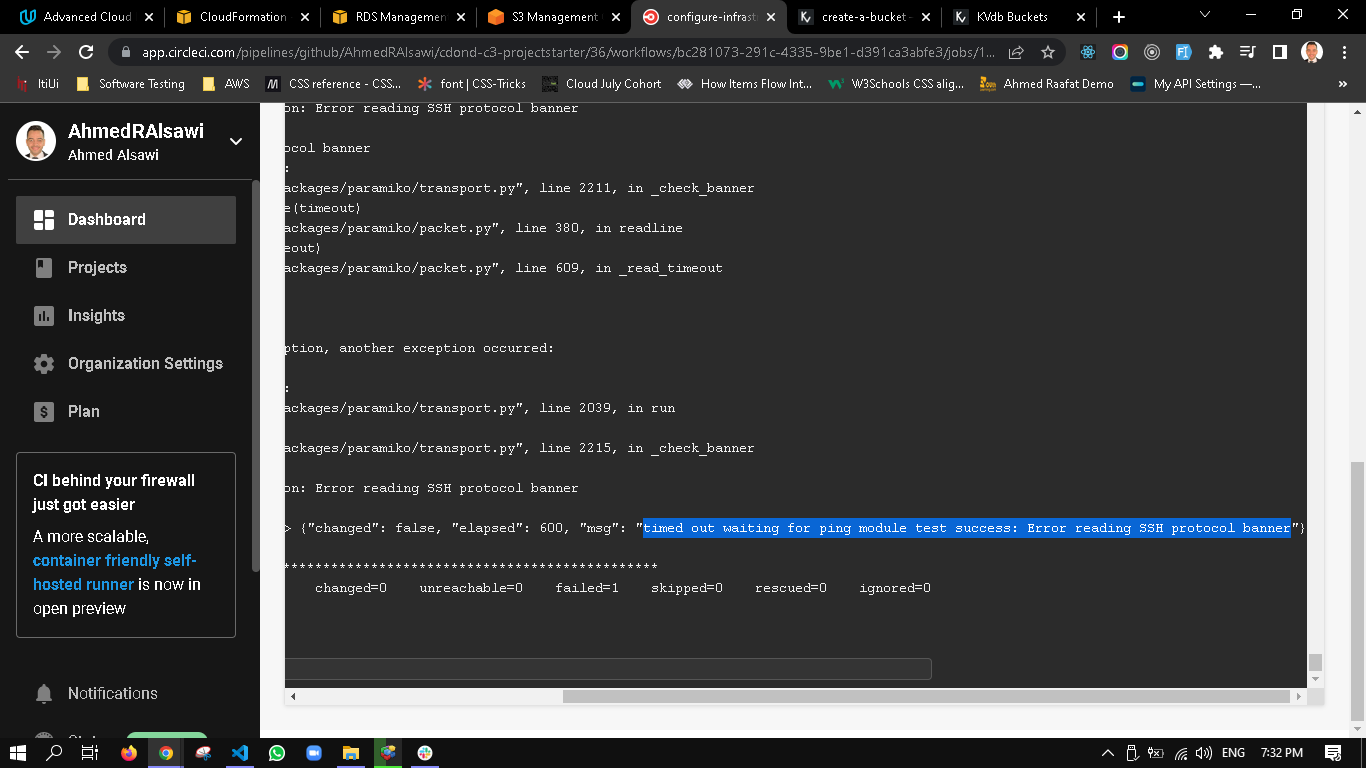 Advanced Cloud
CloudFormation
RDS Managemen
S3 Management
configure-infrast
create-a-bucket
KVdb Buckets
app.circleci.com/pipelines/github/AhmedRAlsawi/cdond-c3-projectstarter/36/workflows/bc281073-291c-4335-9be1-d391ca3abfe3/jobs/1...
ItiUi
Software Testing
AWS
CSS reference - CSS...
font | CSS-Tricks
Cloud July Cohort
How Items Flow Int...
W3Schools CSS alig...
Ahmed Raafat Demo
My API Settings —...
»
AhmedRAlsawi
Ahmed Alsawi
Dashboard
Projects
Insights
Organization Settings
Plan
CI behind your firewall
just got easier
A more scalable,
container friendly self-
hosted runner is now in
open preview
Notifications
on: Error reading SSH protocol banner
ocol banner
:
ackages/paramiko/transport.py", line 2211, in _check_banner
e(timeout)
ackages/paramiko/packet.py", line 380, in readline
eout)
ackages/paramiko/packet.py", line 609, in _read_timeout
ption, another exception occurred:
:
ackages/paramiko/transport.py", line 2039, in run
ackages/paramiko/transport.py", line 2215, in _check_banner
on: Error reading SSH protocol banner
> {"changed": false, "elapsed": 600, "msg": "timed out waiting for ping module test success: Error reading SSH protocol banner"}
***********************************************
changed=0    unreachable=0    failed=1    skipped=0    rescued=0    ignored=0
ENG
7:32 PM